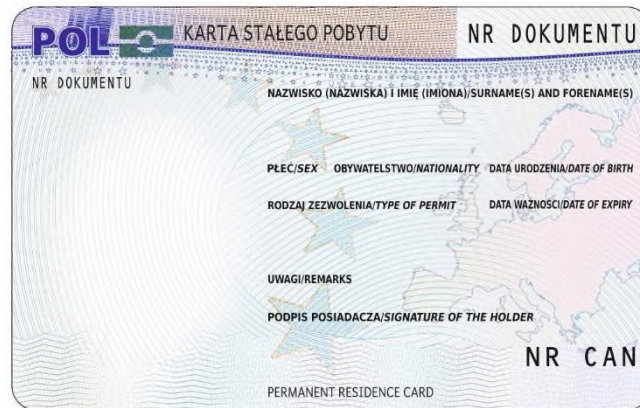 POL KARTA STAŁEGO POBYTU NR DOKUMENTU
NR DOKUMENTU
NAZWISKO (NAZWISKA) I IMIĘ (IMIONA)/SURNAME(S) AND FORENAME(S)
PŁEĆ/SEX OBYWATELSTWO/NATIONALITY DATA URODZENIA/DATE OF BIRTH
RODZAJ ZEZWOLENIA/TYPE OF PERMIT DATA WAŻNOŚCI/DATE OF EXPIRY
UWAGI/REMARKS
PODPIS POSIADACZA/SIGNATURE OF THE HOLDER
NR CAN
PERMANENT RESIDENCE CARD